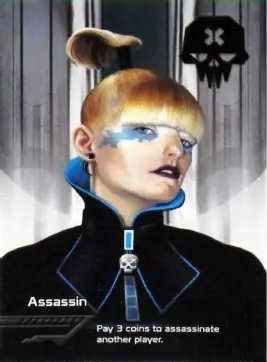 Assassin
Pay 3 coins to assassinate
another player.